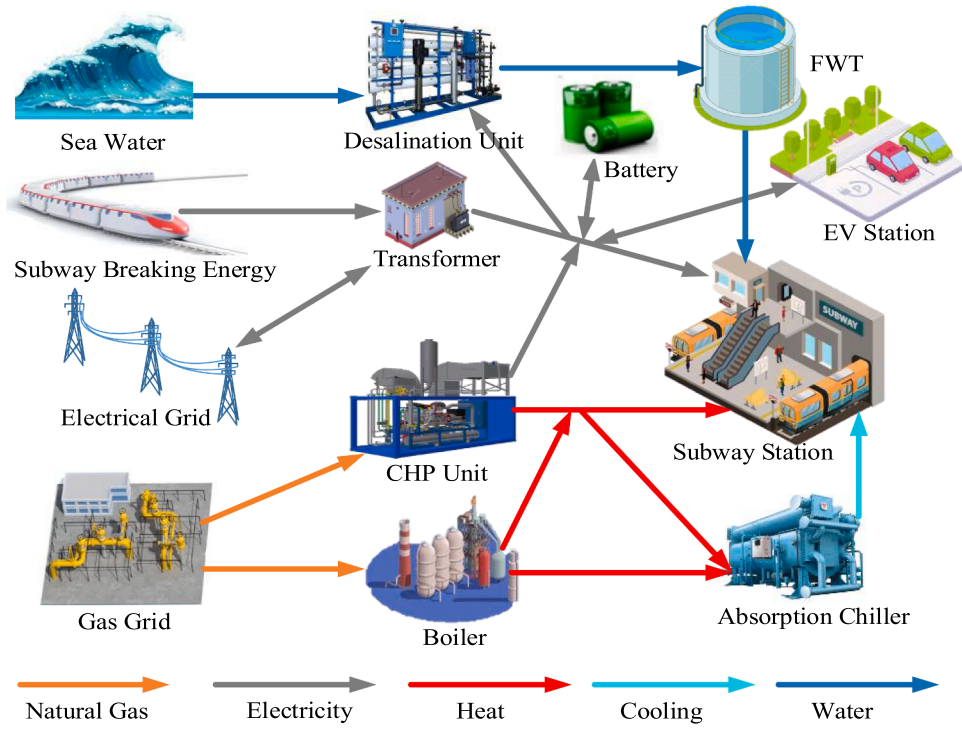 Sea Water
Desalination Unit
FWT
Battery
EV Station
Subway Breaking Energy
Transformer
SUBWAY
Electrical Grid
CHP Unit
Subway Station
Gas Grid
Boiler
Absorption Chiller
Natural Gas
Electricity
Heat
Cooling
Water